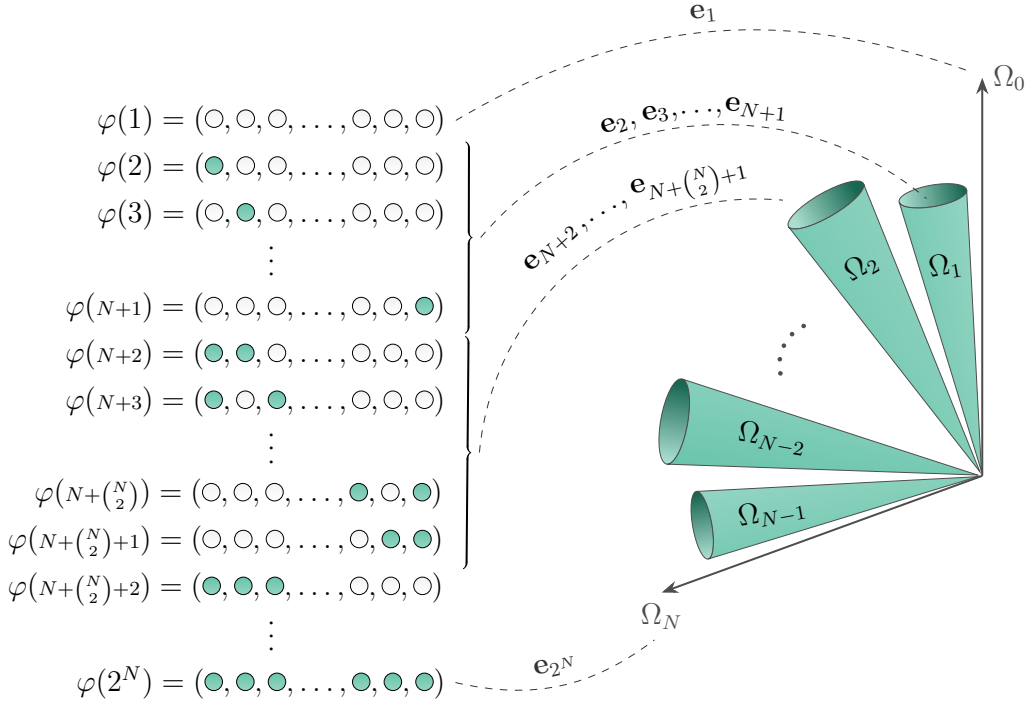 φ(1) = (○, ○, ○, . . . , ○, ○, ○)
φ(2) = (●, ○, ○, . . . , ○, ○, ○)
φ(3) = (○, ●, ○, . . . , ○, ○, ○)
⋮
φ(N+1) = (○, ○, ○, . . . , ○, ○, ●)
φ(N+2) = (●, ●, ○, . . . , ○, ○, ○)
φ(N+3) = (●, ○, ●, . . . , ○, ○, ○)
⋮
φ(N+\binom{N}{2}) = (○, ○, ○, . . . , ●, ○, ●)
φ(N+\binom{N}{2}+1) = (○, ○, ○, . . . , ○, ●, ●)
φ(N+\binom{N}{2}+2) = (●, ●, ●, . . . , ○, ○, ○)
⋮
φ(2^N) = (●, ●, ●, . . . , ●, ●, ●)
e_1
e_2, e_3, . . . , e_{N+1}
e_{N+2}, . . . , e_{N+\binom{N}{2}+1}
e_{2^N}
Ω_0
Ω_1
Ω_2
Ω_{N−2}
Ω_{N−1}
Ω_N